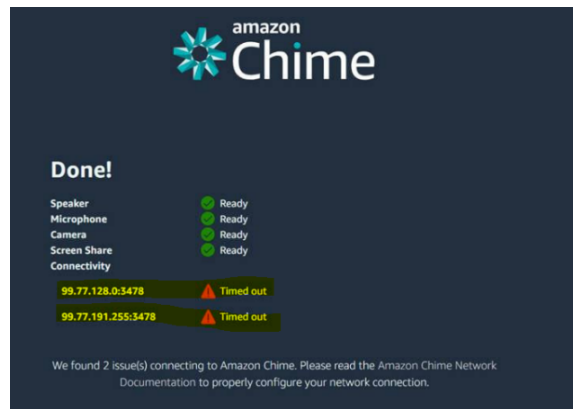 amazon
Chime
Done!
Speaker Ready
Microphone Ready
Camera Ready
Screen Share Ready
Connectivity
99.77.128.0:3478 Timed out
99.77.191.255:3478 Timed out
We found 2 issue(s) connecting to Amazon Chime. Please read the Amazon Chime Network
Documentation to properly configure your network connection.